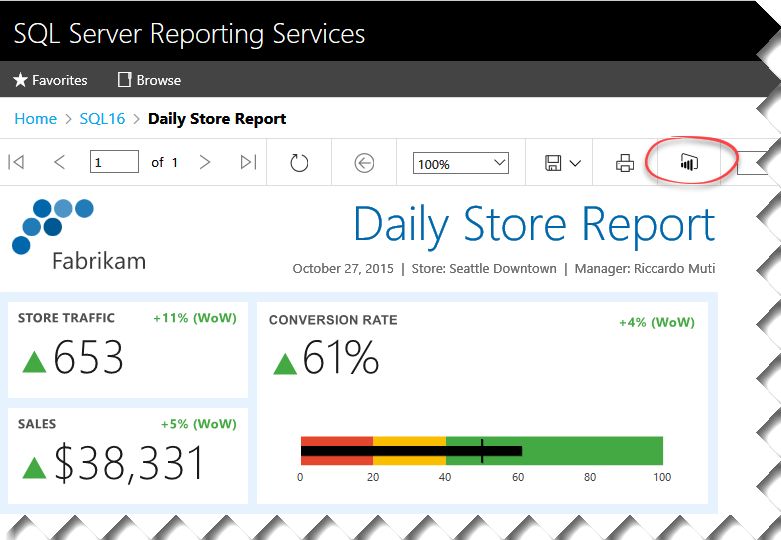 SQL Server Reporting Services
Favorites Browse
Home > SQL16 > Daily Store Report
1 of 1 100%
Fabrikam
Daily Store Report
October 27, 2015 | Store: Seattle Downtown | Manager: Riccardo Muti
STORE TRAFFIC +11% (WoW)
653
CONVERSION RATE +4% (WoW)
61%
SALES +5% (WoW)
$38,331
0 20 40 60 80 100